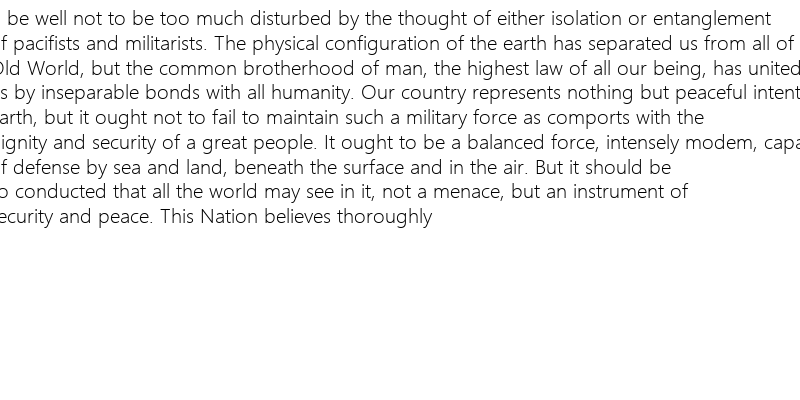 be well not to be too much disturbed by the thought of either isolation or entanglement
f pacifists and militarists. The physical configuration of the earth has separated us from all of
Old World, but the common brotherhood of man, the highest law of all our being, has united
s by inseparable bonds with all humanity. Our country represents nothing but peaceful intent
arth, but it ought not to fail to maintain such a military force as comports with the
ignity and security of a great people. It ought to be a balanced force, intensely modem, capa
f defense by sea and land, beneath the surface and in the air. But it should be
o conducted that all the world may see in it, not a menace, but an instrument of
ecurity and peace. This Nation believes thoroughly